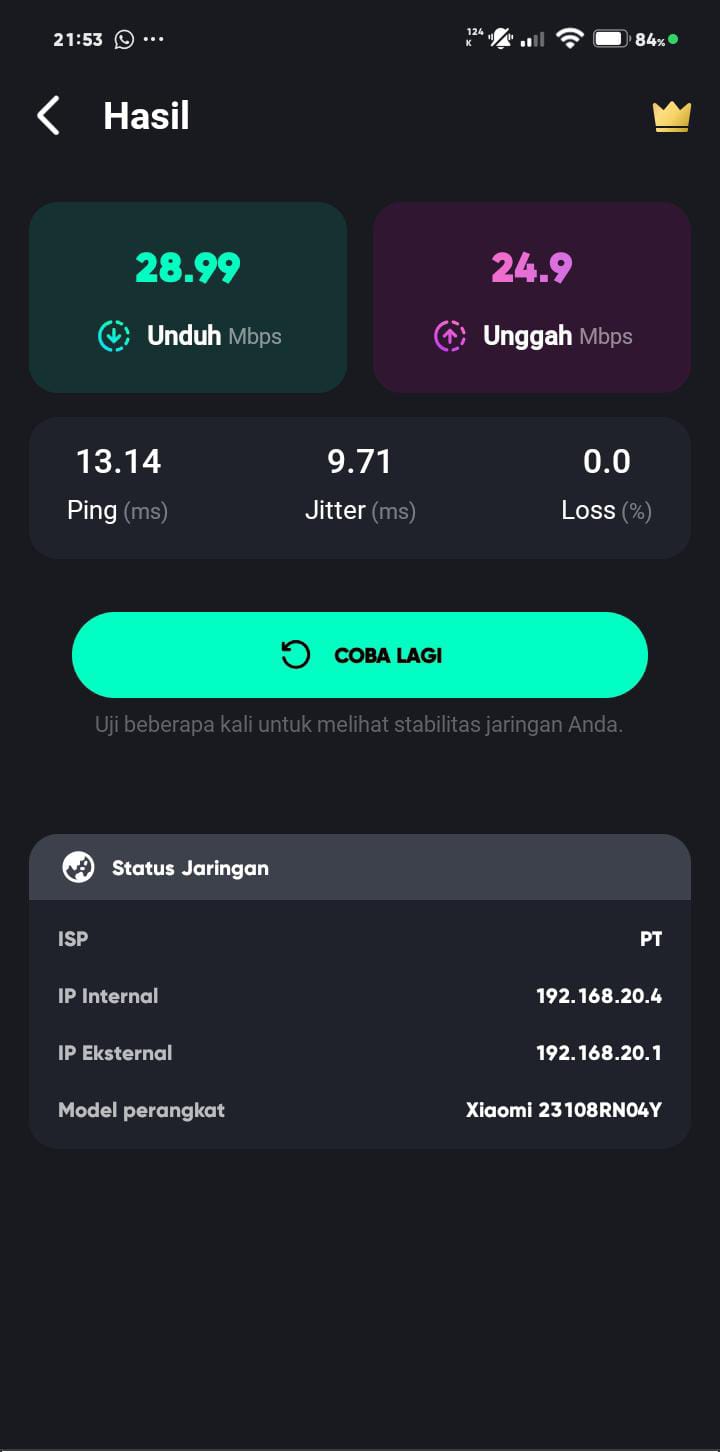 21:53 ...
124 K 84%
Hasil
28.99
Unduh Mbps
24.9
Unggah Mbps
13.14 9.71 0.0
Ping (ms) Jitter (ms) Loss (%)
COBA LAGI
Uji beberapa kali untuk melihat stabilitas jaringan Anda.
Status Jaringan
ISP PT
IP Internal 192.168.20.4
IP Eksternal 192.168.20.1
Model perangkat Xiaomi 23108RN04Y